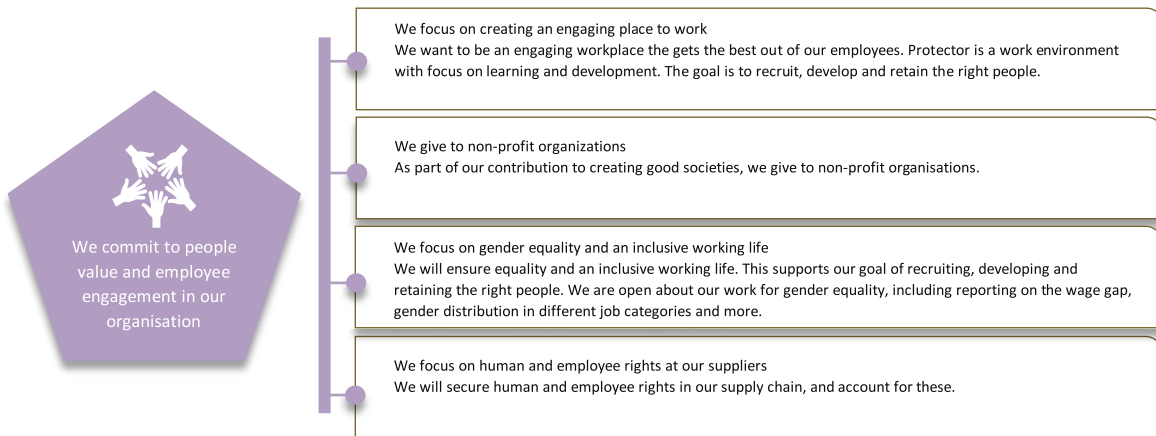 We commit to people
value and employee
engagement in our
organisation
We focus on creating an engaging place to work
We want to be an engaging workplace the gets the best out of our employees. Protector is a work environment
with focus on learning and development. The goal is to recruit, develop and retain the right people.
We give to non-profit organizations
As part of our contribution to creating good societies, we give to non-profit organisations.
We focus on gender equality and an inclusive working life
We will ensure equality and an inclusive working life. This supports our goal of recruiting, developing and
retaining the right people. We are open about our work for gender equality, including reporting on the wage gap,
gender distribution in different job categories and more.
We focus on human and employee rights at our suppliers
We will secure human and employee rights in our supply chain, and account for these.